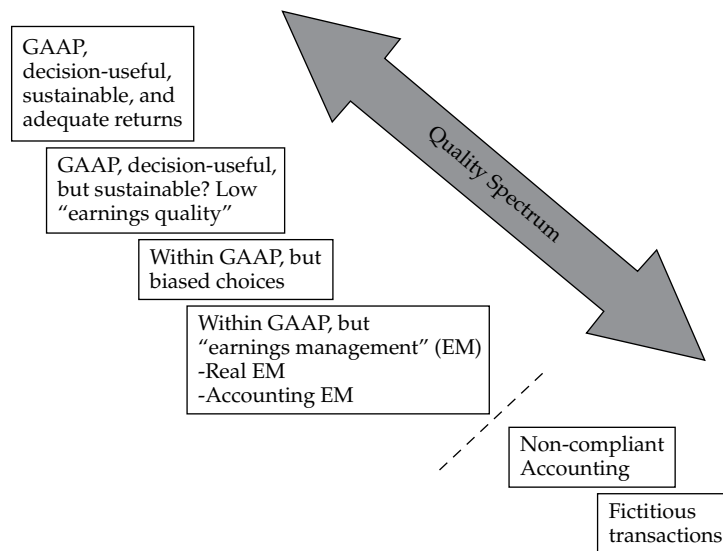 GAAP,
decision-useful,
sustainable, and
adequate returns
GAAP, decision-useful,
but sustainable? Low
“earnings quality”
Within GAAP, but
biased choices
Within GAAP, but
“earnings management” (EM)
-Real EM
-Accounting EM
Quality Spectrum
Non-compliant
Accounting
Fictitious
transactions